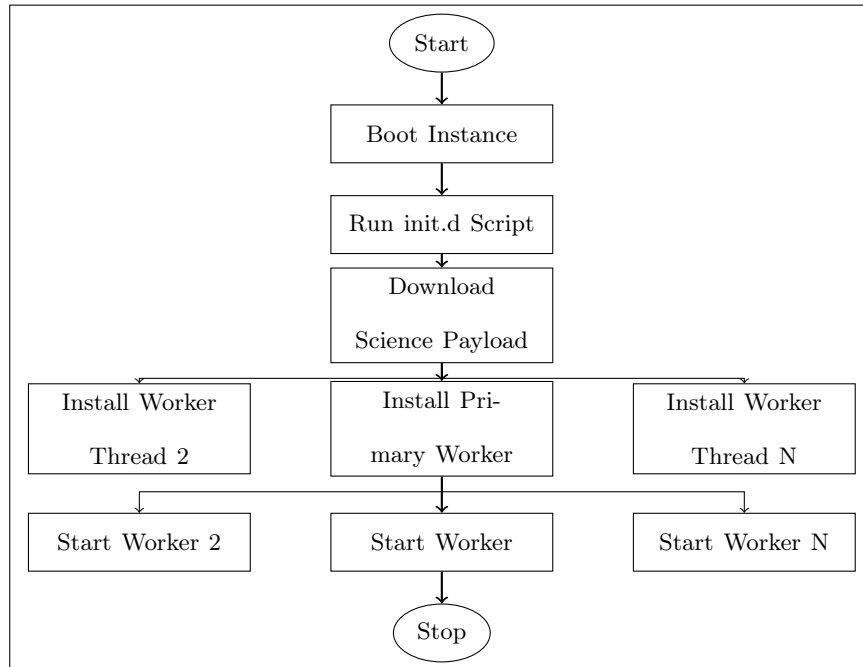 Start
Boot Instance
Run init.d Script
Download
Science Payload
Install Worker
Thread 2
Install Pri-
mary Worker
Install Worker
Thread N
Start Worker 2
Start Worker
Start Worker N
Stop